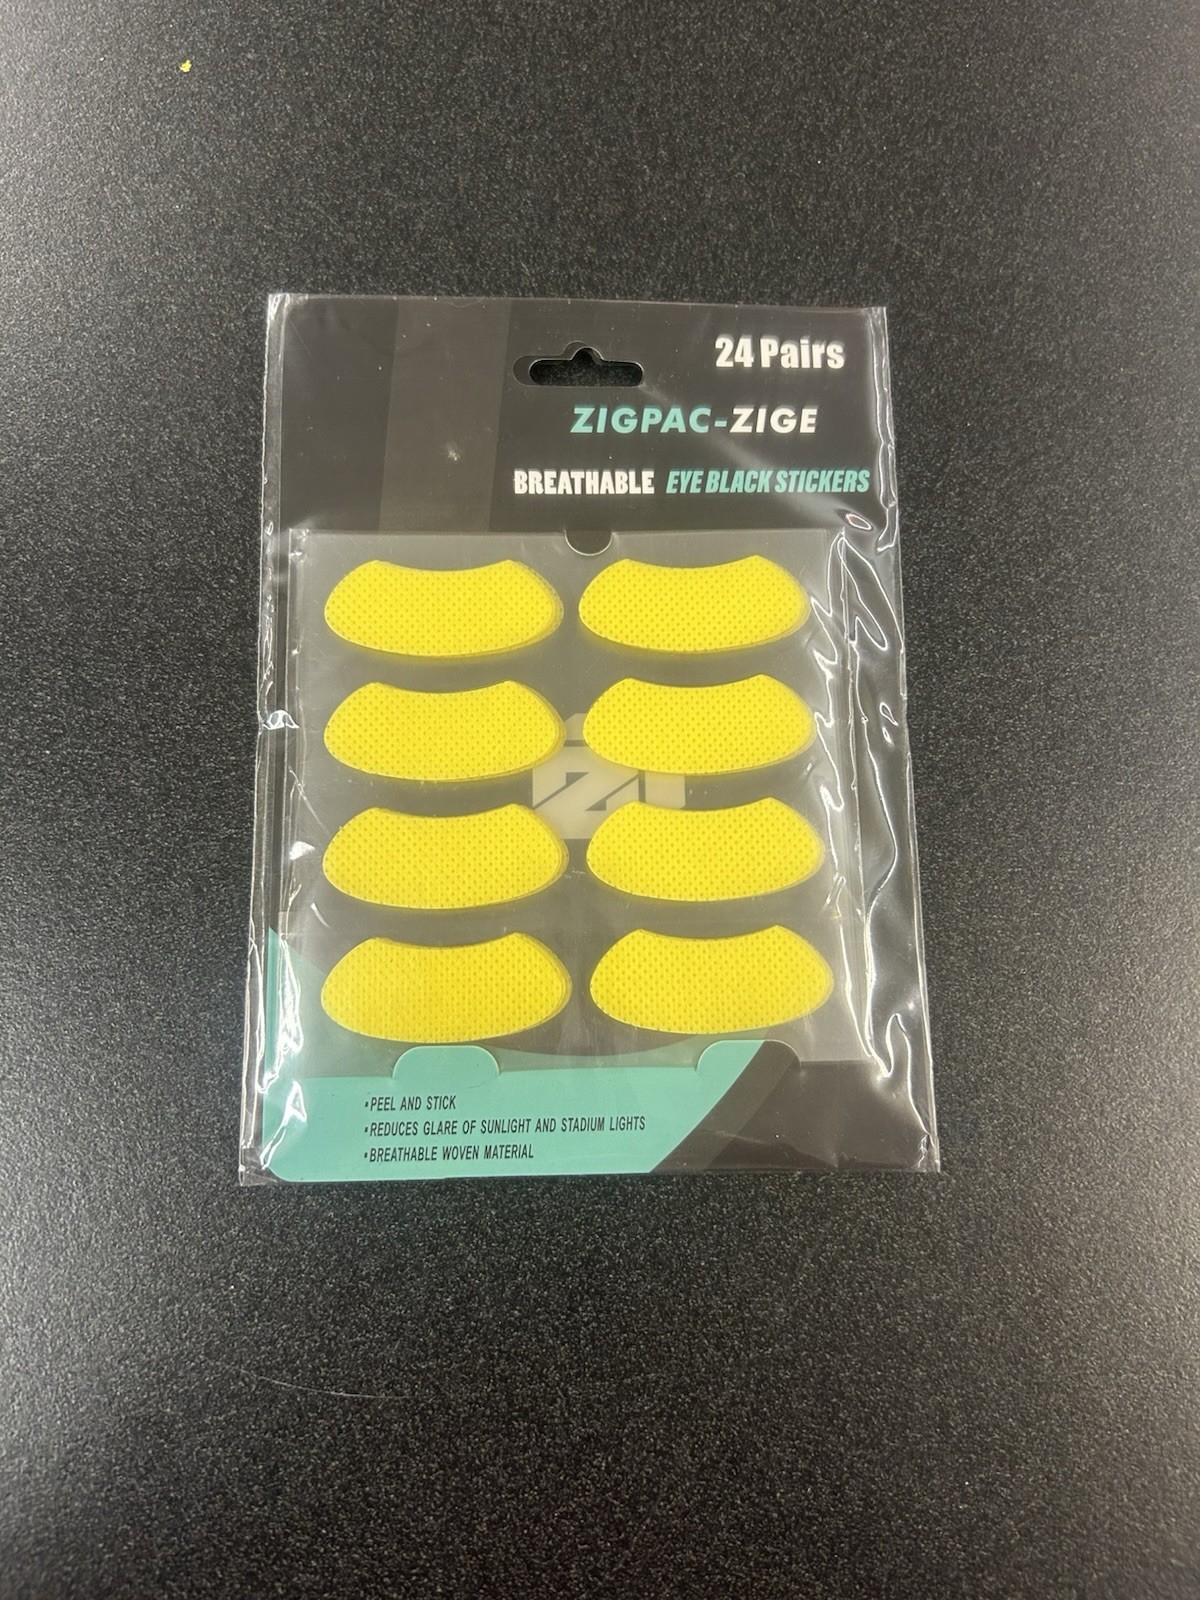 24 Pairs
ZIGPAC-ZIGE
BREATHABLE EYE BLACK STICKERS
▪PEEL AND STICK
▪REDUCES GLARE OF SUNLIGHT AND STADIUM LIGHTS
▪BREATHABLE WOVEN MATERIAL